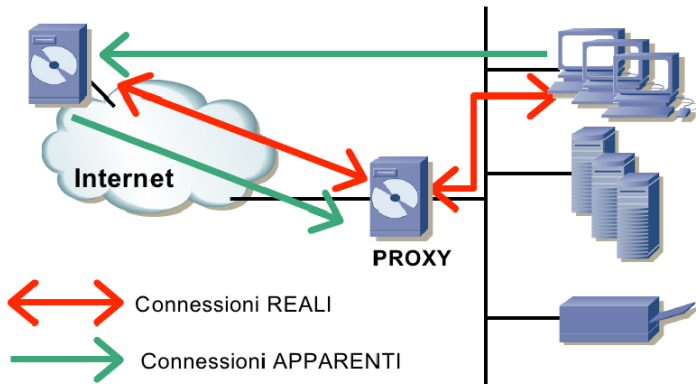 Internet
PROXY
Connessioni REALI
Connessioni APPARENTI